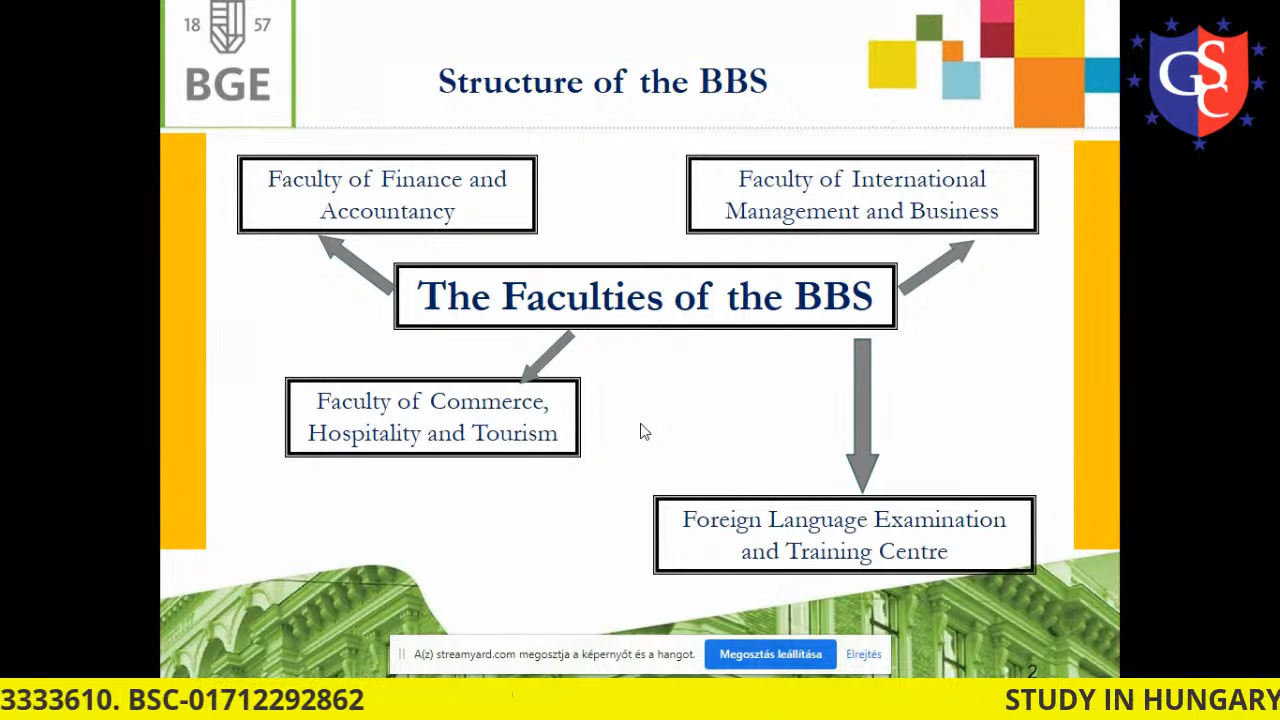 18 57
BGE
Structure of the BBS
GSC
Faculty of Finance and
Accountancy
Faculty of International
Management and Business
The Faculties of the BBS
Faculty of Commerce,
Hospitality and Tourism
Foreign Language Examination
and Training Centre
A(z) streamyard.com megosztja a képernyőt és a hangot.
Megosztás leállítása
Elrejtés
2
3333610. BSC-01712292862
STUDY IN HUNGARY